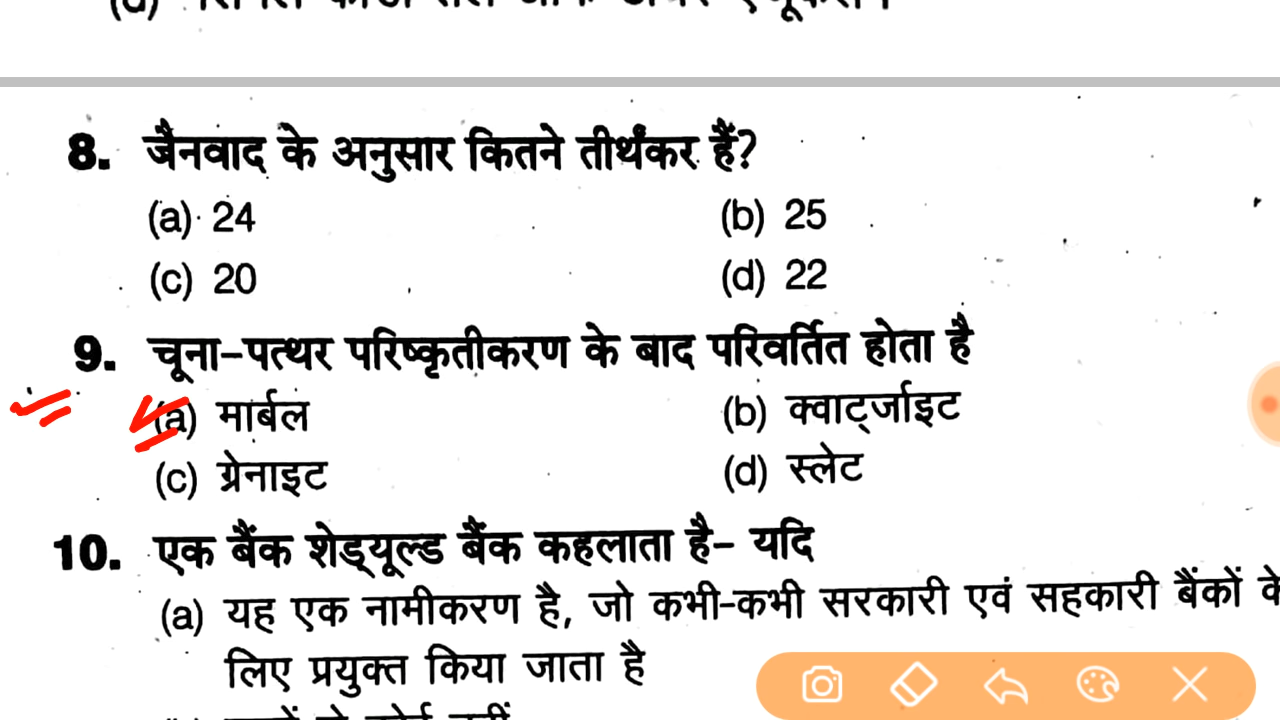 8. जैनवाद के अनुसार कितने तीर्थंकर हैं?
(a) 24 (b) 25
(c) 20 (d) 22
9. चूना-पत्थर परिष्कृतीकरण के बाद परिवर्तित होता है
(a) मार्बल (b) क्वार्ट्जाइट
(c) ग्रेनाइट (d) स्लेट
10. एक बैंक शेड्यूल्ड बैंक कहलाता है- यदि
(a) यह एक नामीकरण है, जो कभी-कभी सरकारी एवं सहकारी बैंकों के
लिए प्रयुक्त किया जाता है